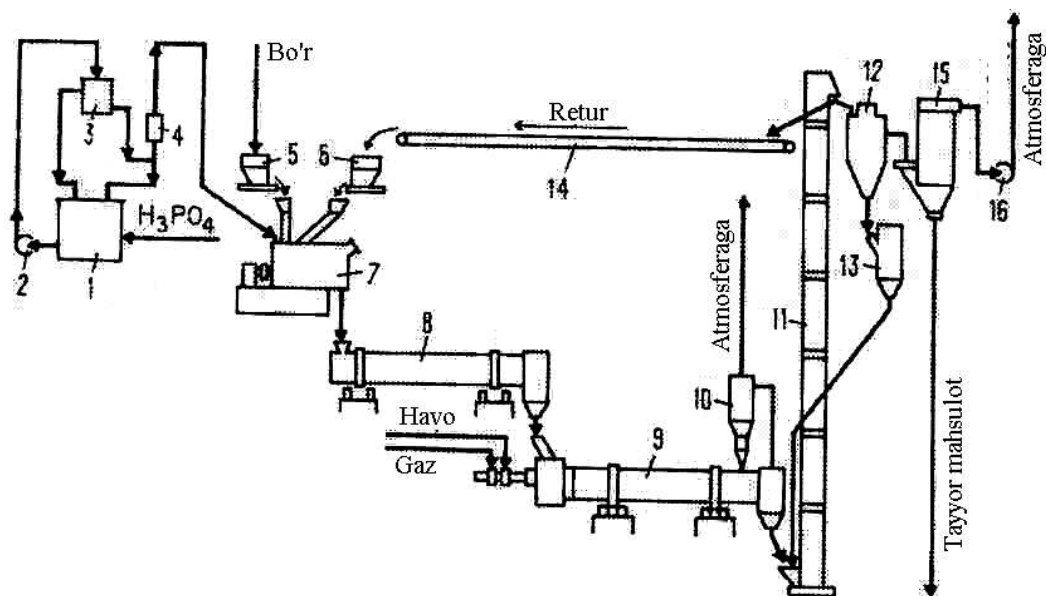 Bo'r
Retur
Atmosferaga
H₃PO₄
Atmosferaga
Havo
Gaz
Tayyor mahsulot
1
2
3
4
5
6
7
8
9
10
11
12
13
14
15
16